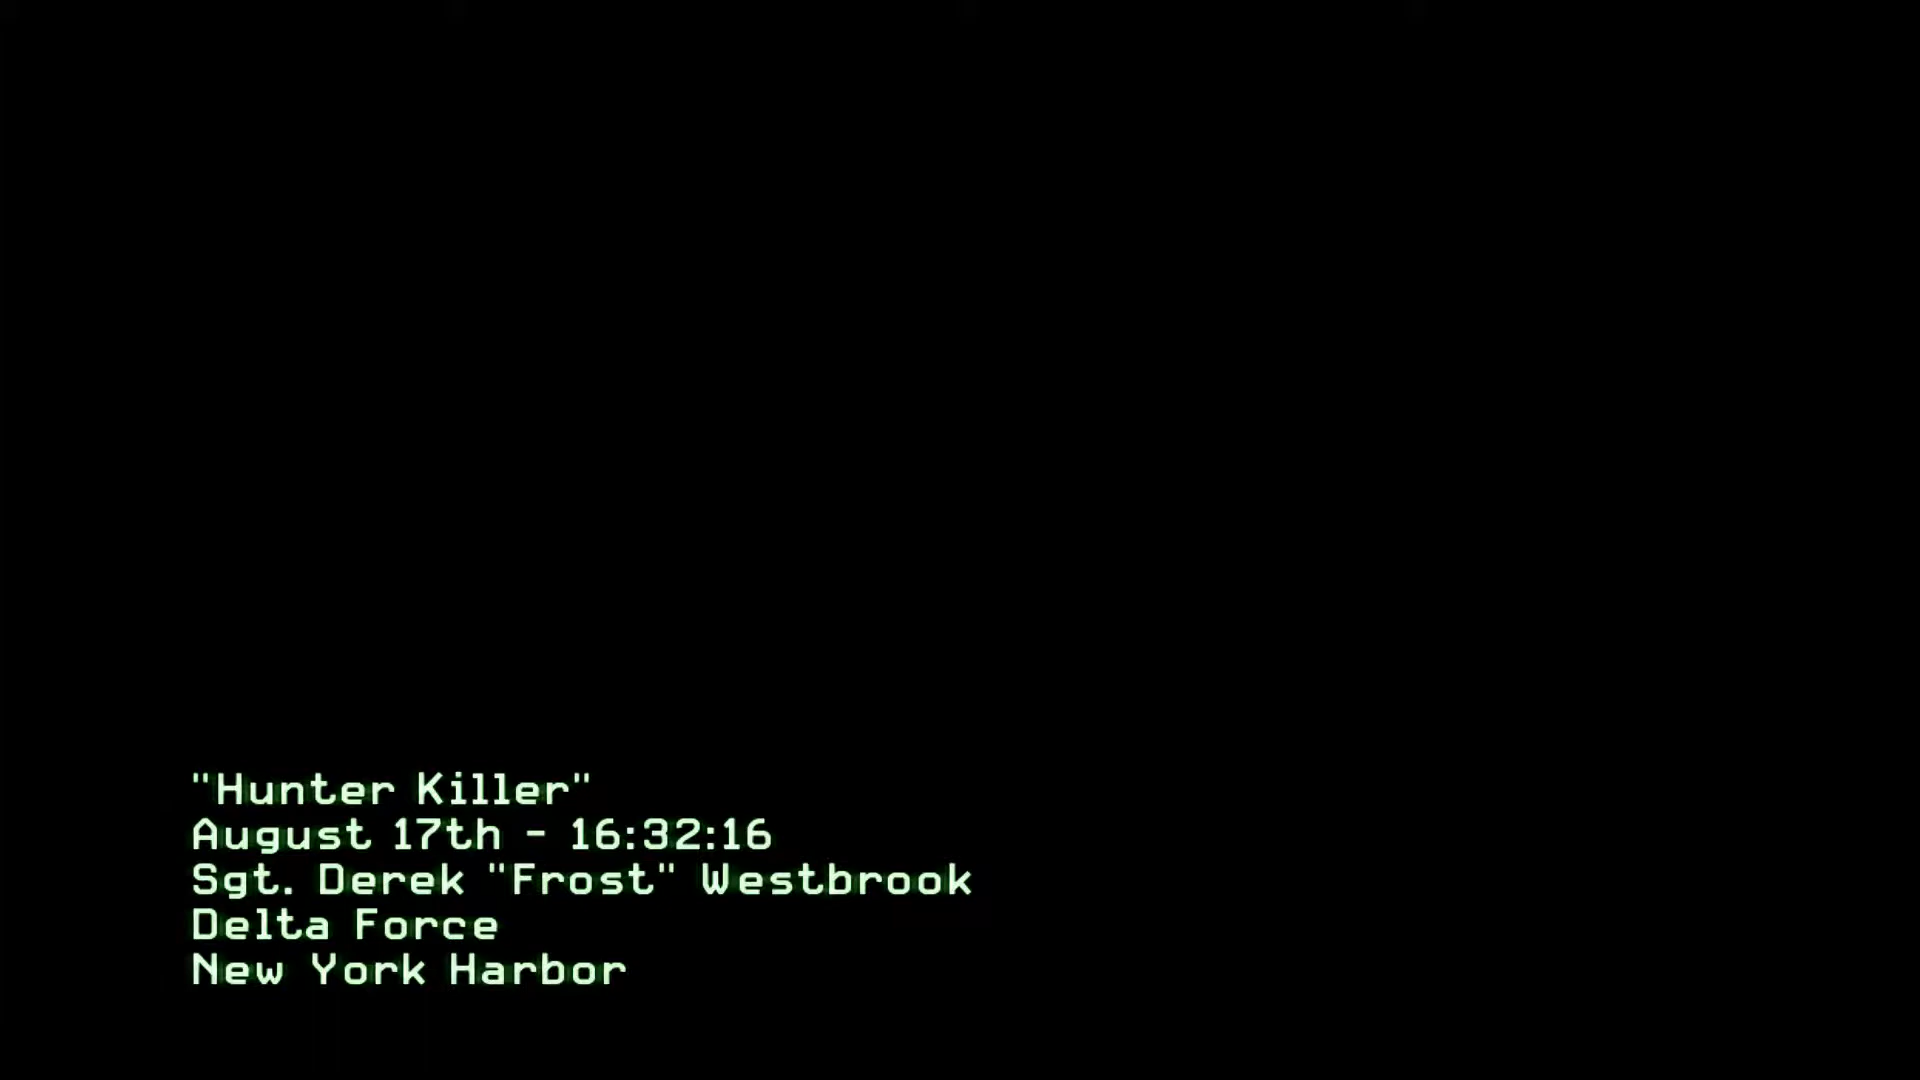 "Hunter Killer"
August 17th - 16:32:16
Sgt. Derek "Frost" Westbrook
Delta Force
New York Harbor